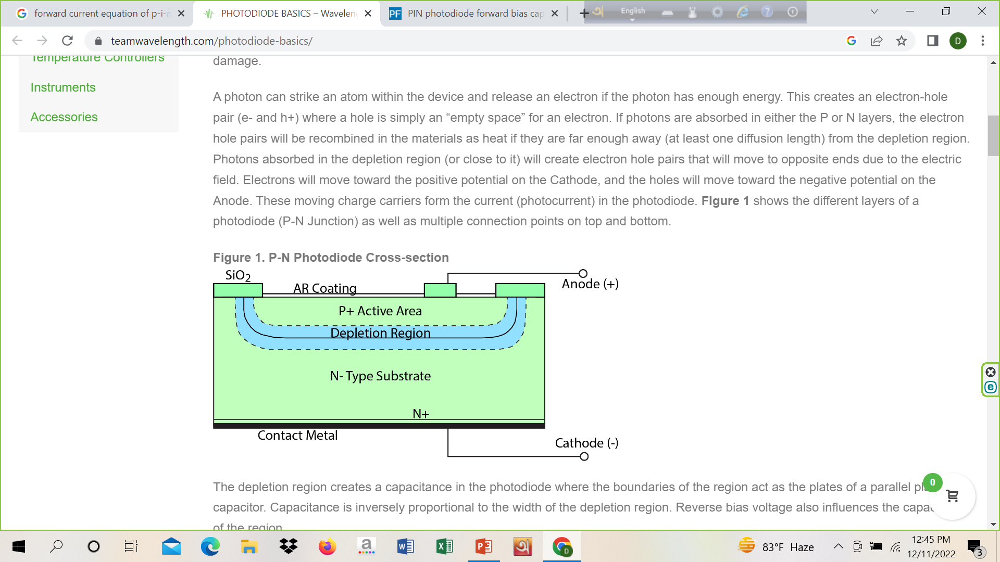 forward current equation of p-i-n
PHOTODIODE BASICS – Wavelen
PF PIN photodiode forward bias cap
English
teamwavelength.com/photodiode-basics/
D
Temperature Controllers
Instruments
Accessories
damage.
A photon can strike an atom within the device and release an electron if the photon has enough energy. This creates an electron-hole
pair (e- and h+) where a hole is simply an “empty space” for an electron. If photons are absorbed in either the P or N layers, the electron
hole pairs will be recombined in the materials as heat if they are far enough away (at least one diffusion length) from the depletion region.
Photons absorbed in the depletion region (or close to it) will create electron hole pairs that will move to opposite ends due to the electric
field. Electrons will move toward the positive potential on the Cathode, and the holes will move toward the negative potential on the
Anode. These moving charge carriers form the current (photocurrent) in the photodiode. Figure 1 shows the different layers of a
photodiode (P-N Junction) as well as multiple connection points on top and bottom.
Figure 1. P-N Photodiode Cross-section
SiO2
AR Coating
Anode (+)
P+ Active Area
Depletion Region
N- Type Substrate
N+
Contact Metal
Cathode (-)
The depletion region creates a capacitance in the photodiode where the boundaries of the region act as the plates of a parallel
capacitor. Capacitance is inversely proportional to the width of the depletion region. Reverse bias voltage also influences the
of the region
0
83°F Haze
12:45 PM
12/11/2022
3